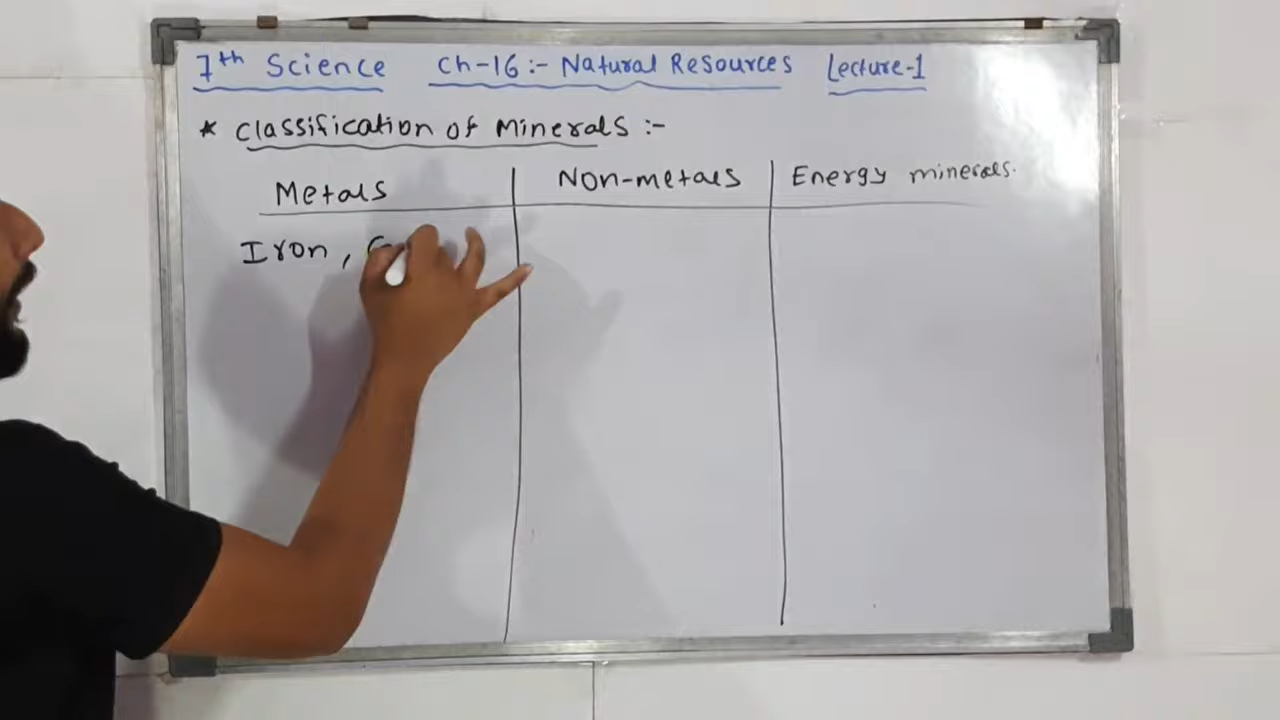 7th Science Ch-16:- Natural Resources Lecture-1
* Classification of Minerals :-
Metals Non-metals Energy minerals.
Iron,